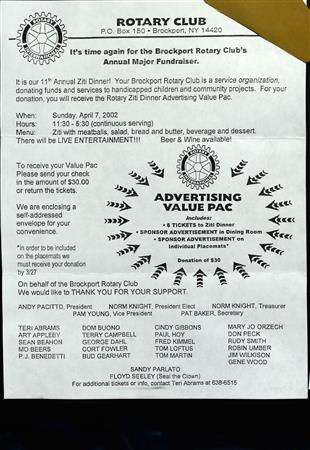 ROTARY CLUB
P.O. Box 150 • Brockport, NY 14420
It's time again for the Brockport Rotary Club's
Annual Major Fundraiser.
It is our 11th Annual Ziti Dinner! Your Brockport Rotary Club is a service organization,
donating funds and services to handicapped children and community projects. For your
donation, you will receive the Rotary Ziti Dinner Advertising Value Pac.
When: Sunday, April 7, 2002
Hours: 11:30 - 5:30 (continuous serving)
Menu: Ziti with meatballs, salad, bread and butter, beverage and dessert.
There will be LIVE ENTERTAINMENT!!! Beer & Wine available!
To receive your Value Pac
Please send your check
in the amount of $30.00
or return the tickets.
We are enclosing a
self-addressed
envelope for your
convenience.
*In order to be included
on the placemats we
must receive your donation
by 3/27
ADVERTISING
VALUE PAC
Includes:
• 6 TICKETS to Ziti Dinner
• SPONSOR ADVERTISEMENT in Dining Room
• SPONSOR ADVERTISEMENT on
Individual Placemats*
Donation of $30
On behalf of the Brockport Rotary Club
We would like to THANK YOU FOR YOUR SUPPORT.
ANDY PACITTO, President NORM KNIGHT, President Elect NORM KNIGHT, Treasurer
PAM YOUNG, Vice President PAT BAKER, Secretary
TERI ABRAMS DOM BUONO CINDY GIBBONS MARY JO ORZECH
ART APPLEBY TERRY CAMPBELL PAUL HOY DON PECK
SEAN BEAHON GEORGE DAHL FRED KIMMEL RUDY SMITH
MO BEERS CORT FOWLER TOM LOFTUS ROBIN UMBER
P.J. BENEDETTI BUD GEARHART TOM MARTIN JIM WILKISON
GENE WOOD
SANDY PARLATO
FLOYD SEELEY (Seal the Clown)
For additional tickets or info, contact Teri Abrams at 638-6515